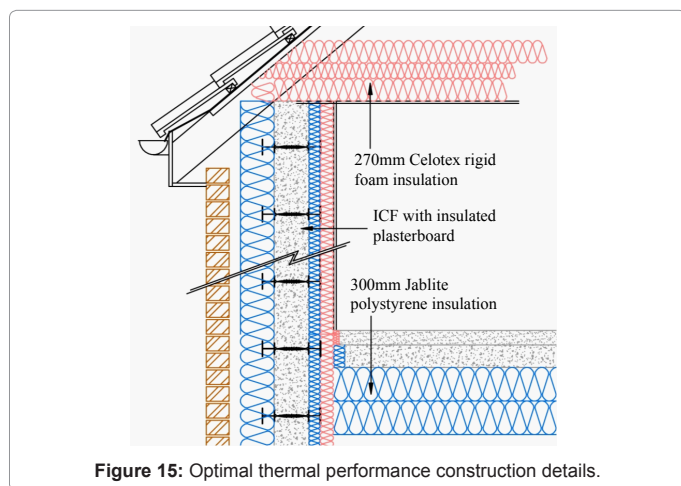 270mm Celotex rigid
foam insulation
ICF with insulated
plasterboard
300mm Jablite
polystyrene insulation
Figure 15: Optimal thermal performance construction details.